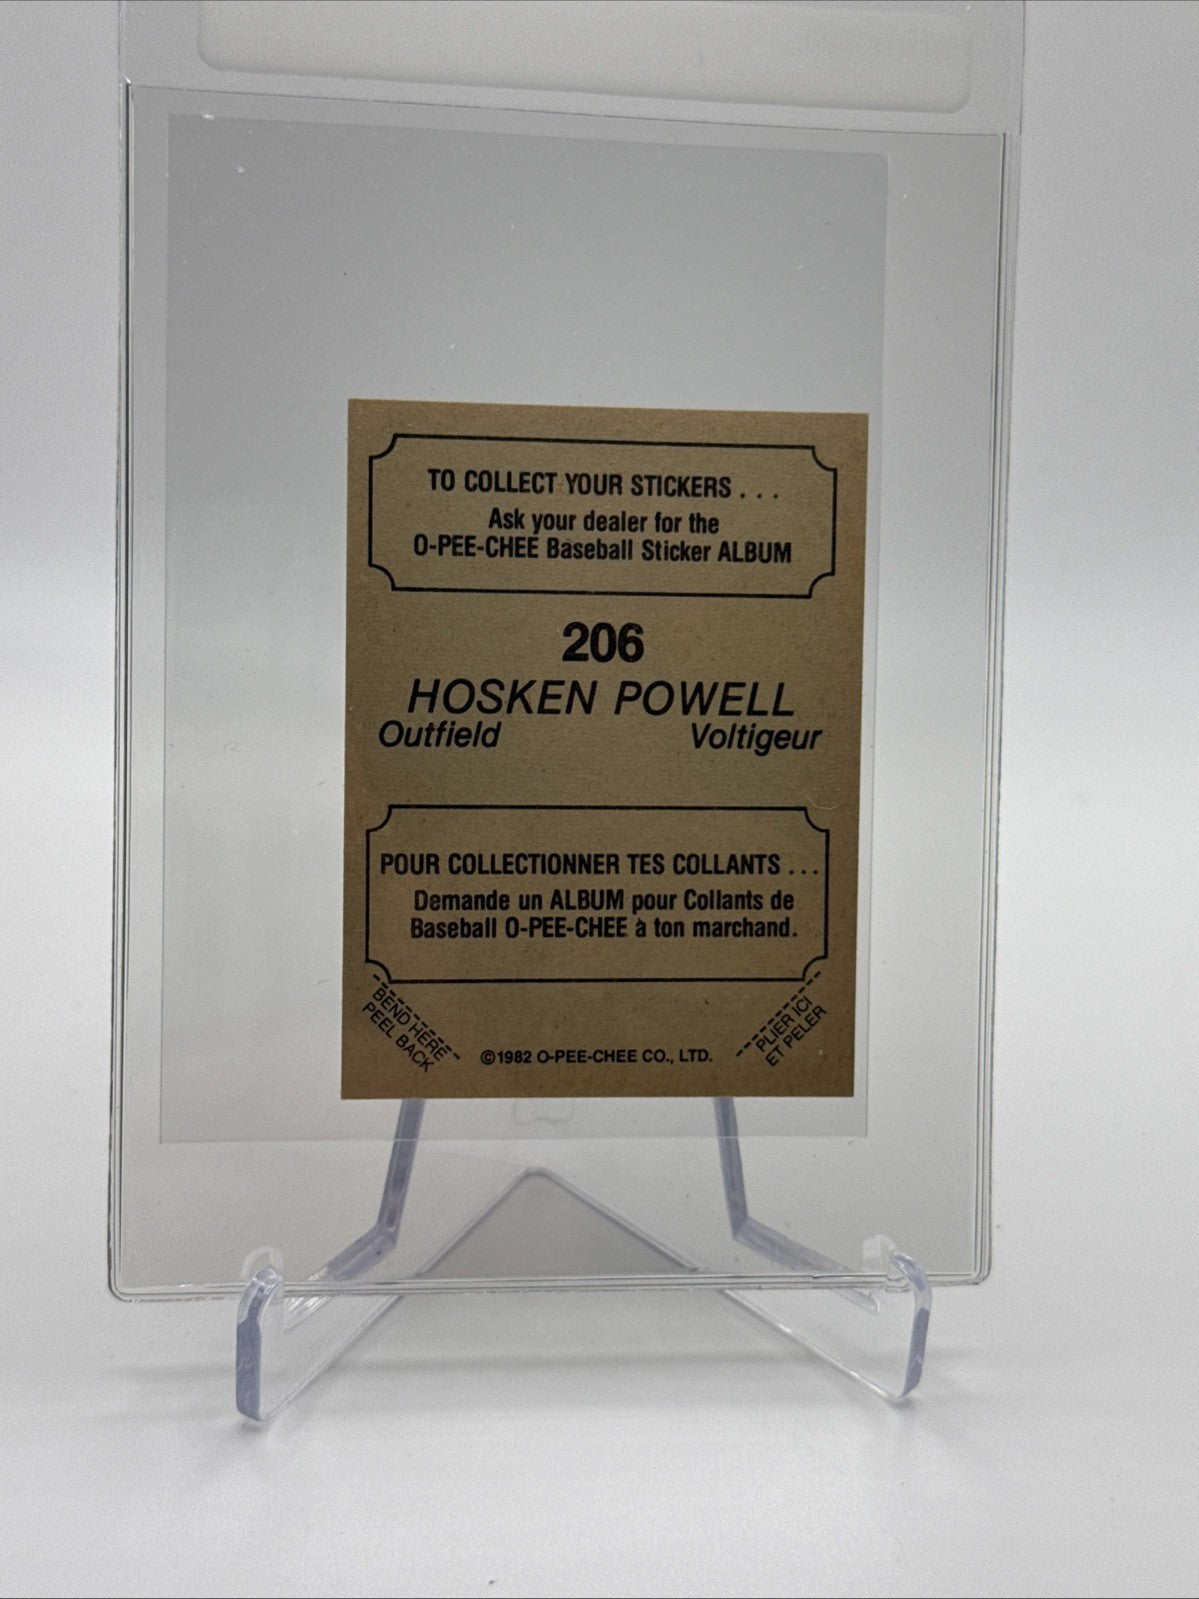 TO COLLECT YOUR STICKERS . . .
Ask your dealer for the
O-PEE-CHEE Baseball Sticker ALBUM
206
HOSKEN POWELL
Outfield Voltigeur
POUR COLLECTIONNER TES COLLANTS . . .
Demande un ALBUM pour Collants de
Baseball O-PEE-CHEE à ton marchand.
BEND HERE
PEEL BACK
©1982 O-PEE-CHEE CO., LTD.
PLIER ICI
ET PELER